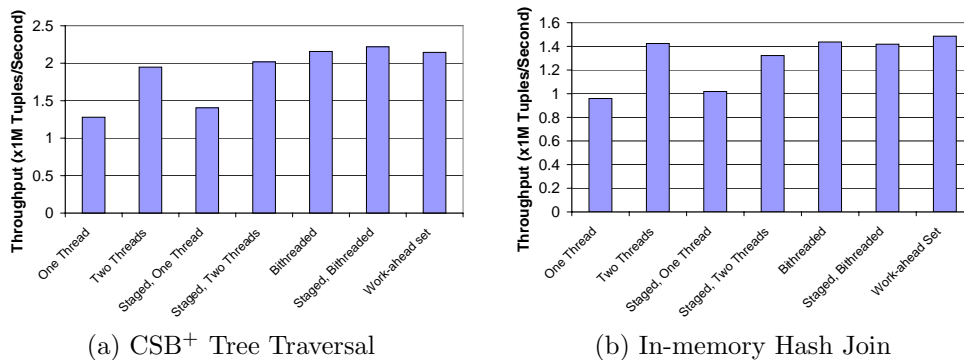 Throughput (x1M Tuples/Second)
2.5
2
1.5
1
0.5
0
One Thread
Two Threads
Staged, One Thread
Staged, Two Threads
Bithreaded
Staged, Bithreaded
Work-ahead Set
(a) CSB+ Tree Traversal
Throughput (x1M Tuples/Second)
1.6
1.4
1.2
1
0.8
0.6
0.4
0.2
0
One Thread
Two Threads
Staged, One Thread
Staged, Two Threads
Bithreaded
Staged, Bithreaded
Work-ahead Set
(b) In-memory Hash Join